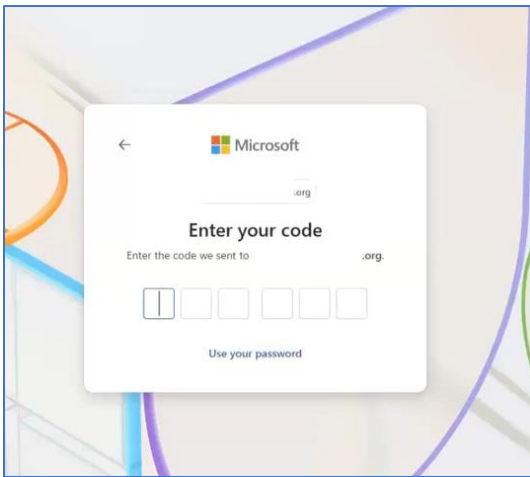 Microsoft
.org
Enter your code
Enter the code we sent to .org.
Use your password